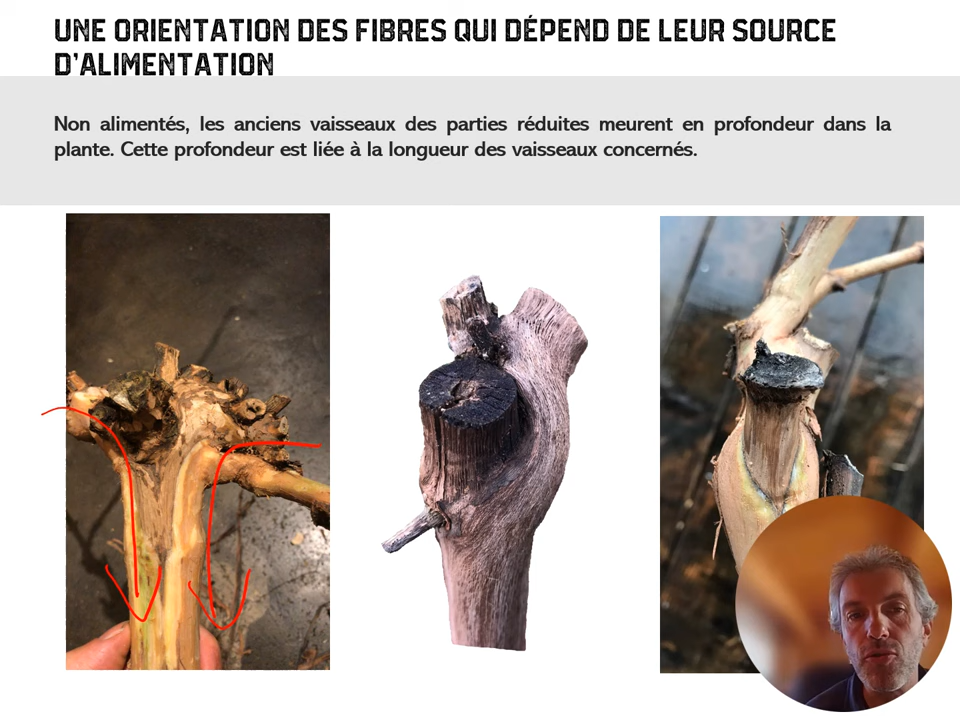 UNE ORIENTATION DES FIBRES QUI DÉPEND DE LEUR SOURCE
D'ALIMENTATION
Non alimentés, les anciens vaisseaux des parties réduites meurent en profondeur dans la
plante. Cette profondeur est liée à la longueur des vaisseaux concernés.